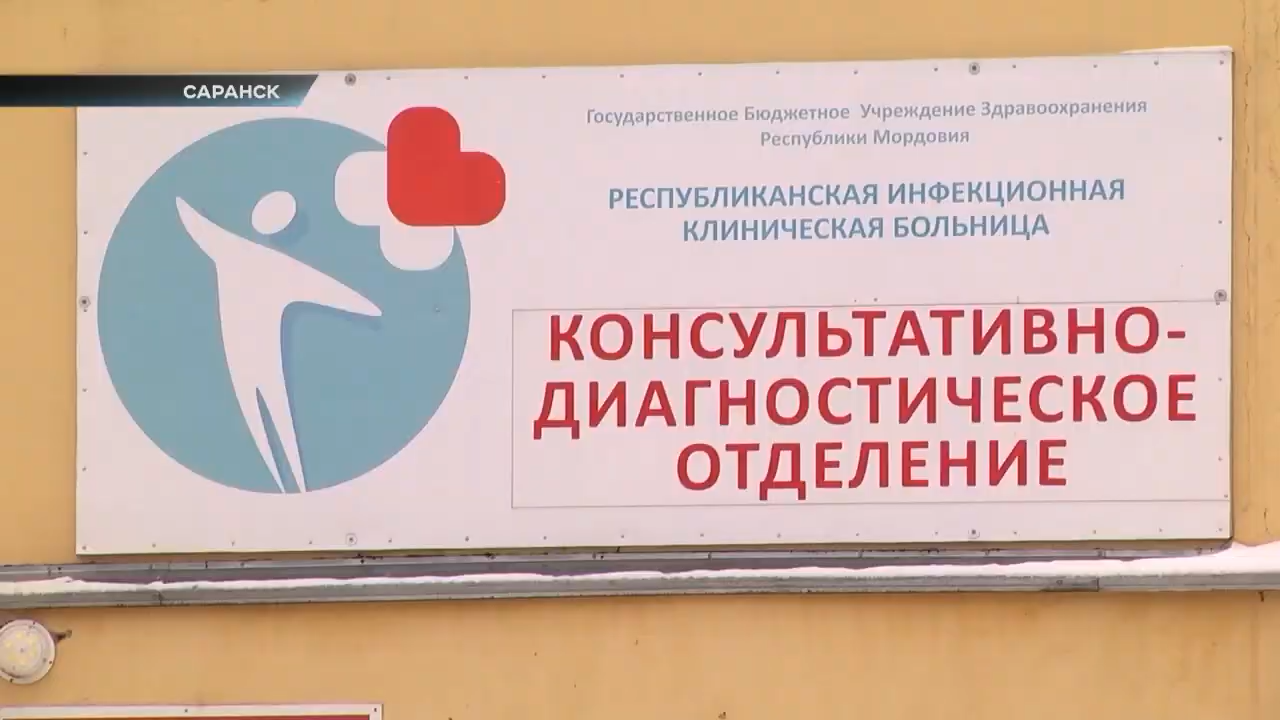 САРАНСК
Государственное Бюджетное Учреждение Здравоохранения
Республики Мордовия
РЕСПУБЛИКАНСКАЯ ИНФЕКЦИОННАЯ
КЛИНИЧЕСКАЯ БОЛЬНИЦА
КОНСУЛЬТАТИВНО-
ДИАГНОСТИЧЕСКОЕ
ОТДЕЛЕНИЕ